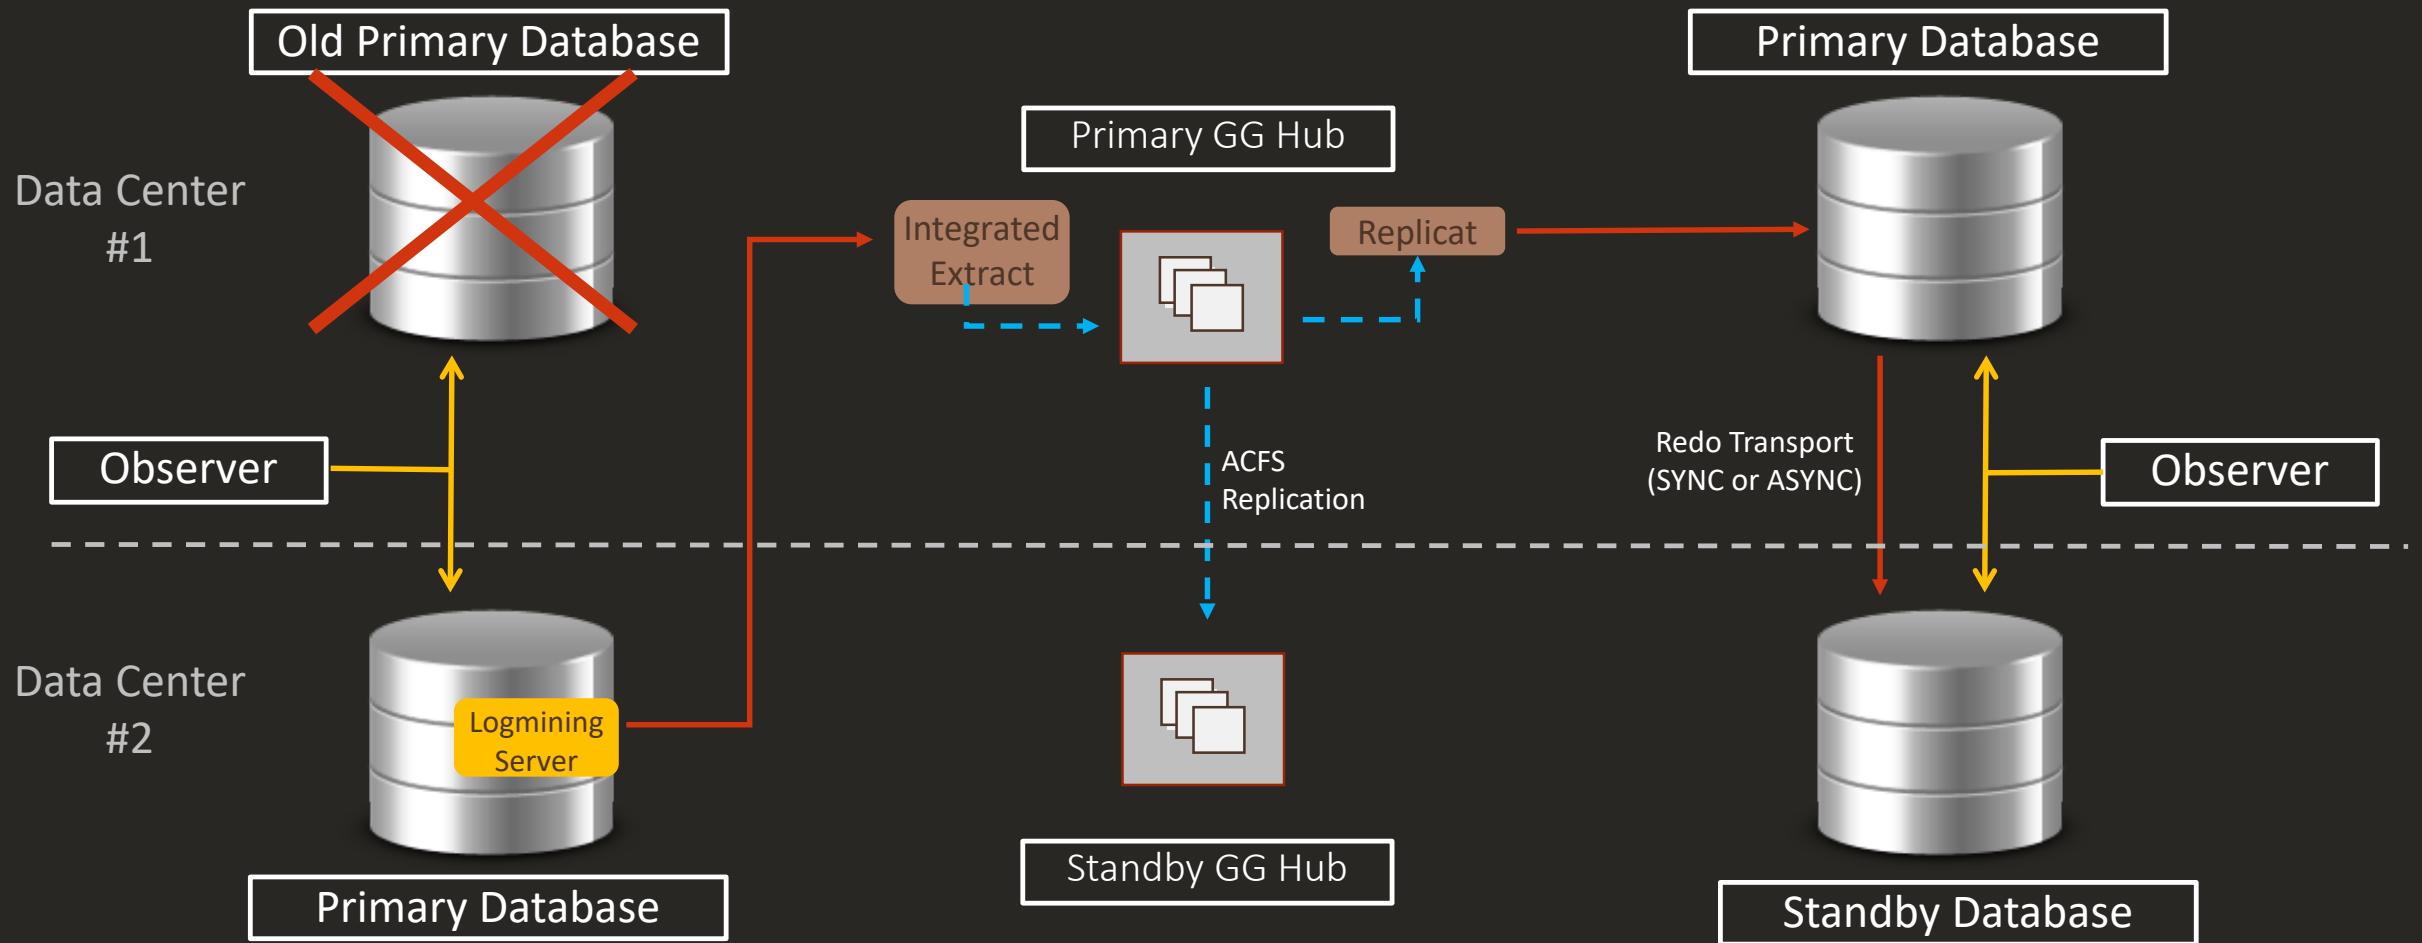 Old Primary Database
Primary Database
Primary GG Hub
Data Center
#1
Integrated
Extract
Replicat
Observer
ACFS
Replication
Redo Transport
(SYNC or ASYNC)
Observer
Data Center
#2
Logmining
Server
Standby GG Hub
Primary Database
Standby Database